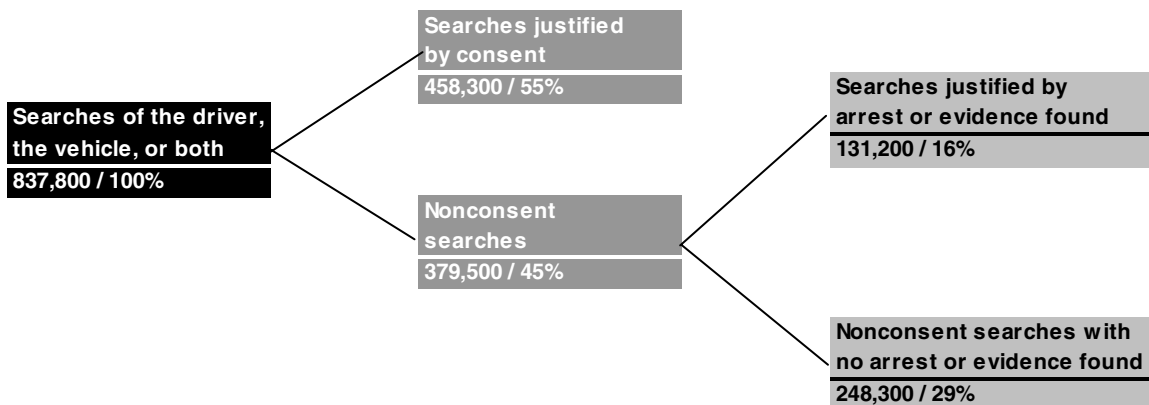 Searches of the driver,
the vehicle, or both
837,800 / 100%
Searches justified
by consent
458,300 / 55%
Nonconsent
searches
379,500 / 45%
Searches justified by
arrest or evidence found
131,200 / 16%
Nonconsent searches with
no arrest or evidence found
248,300 / 29%